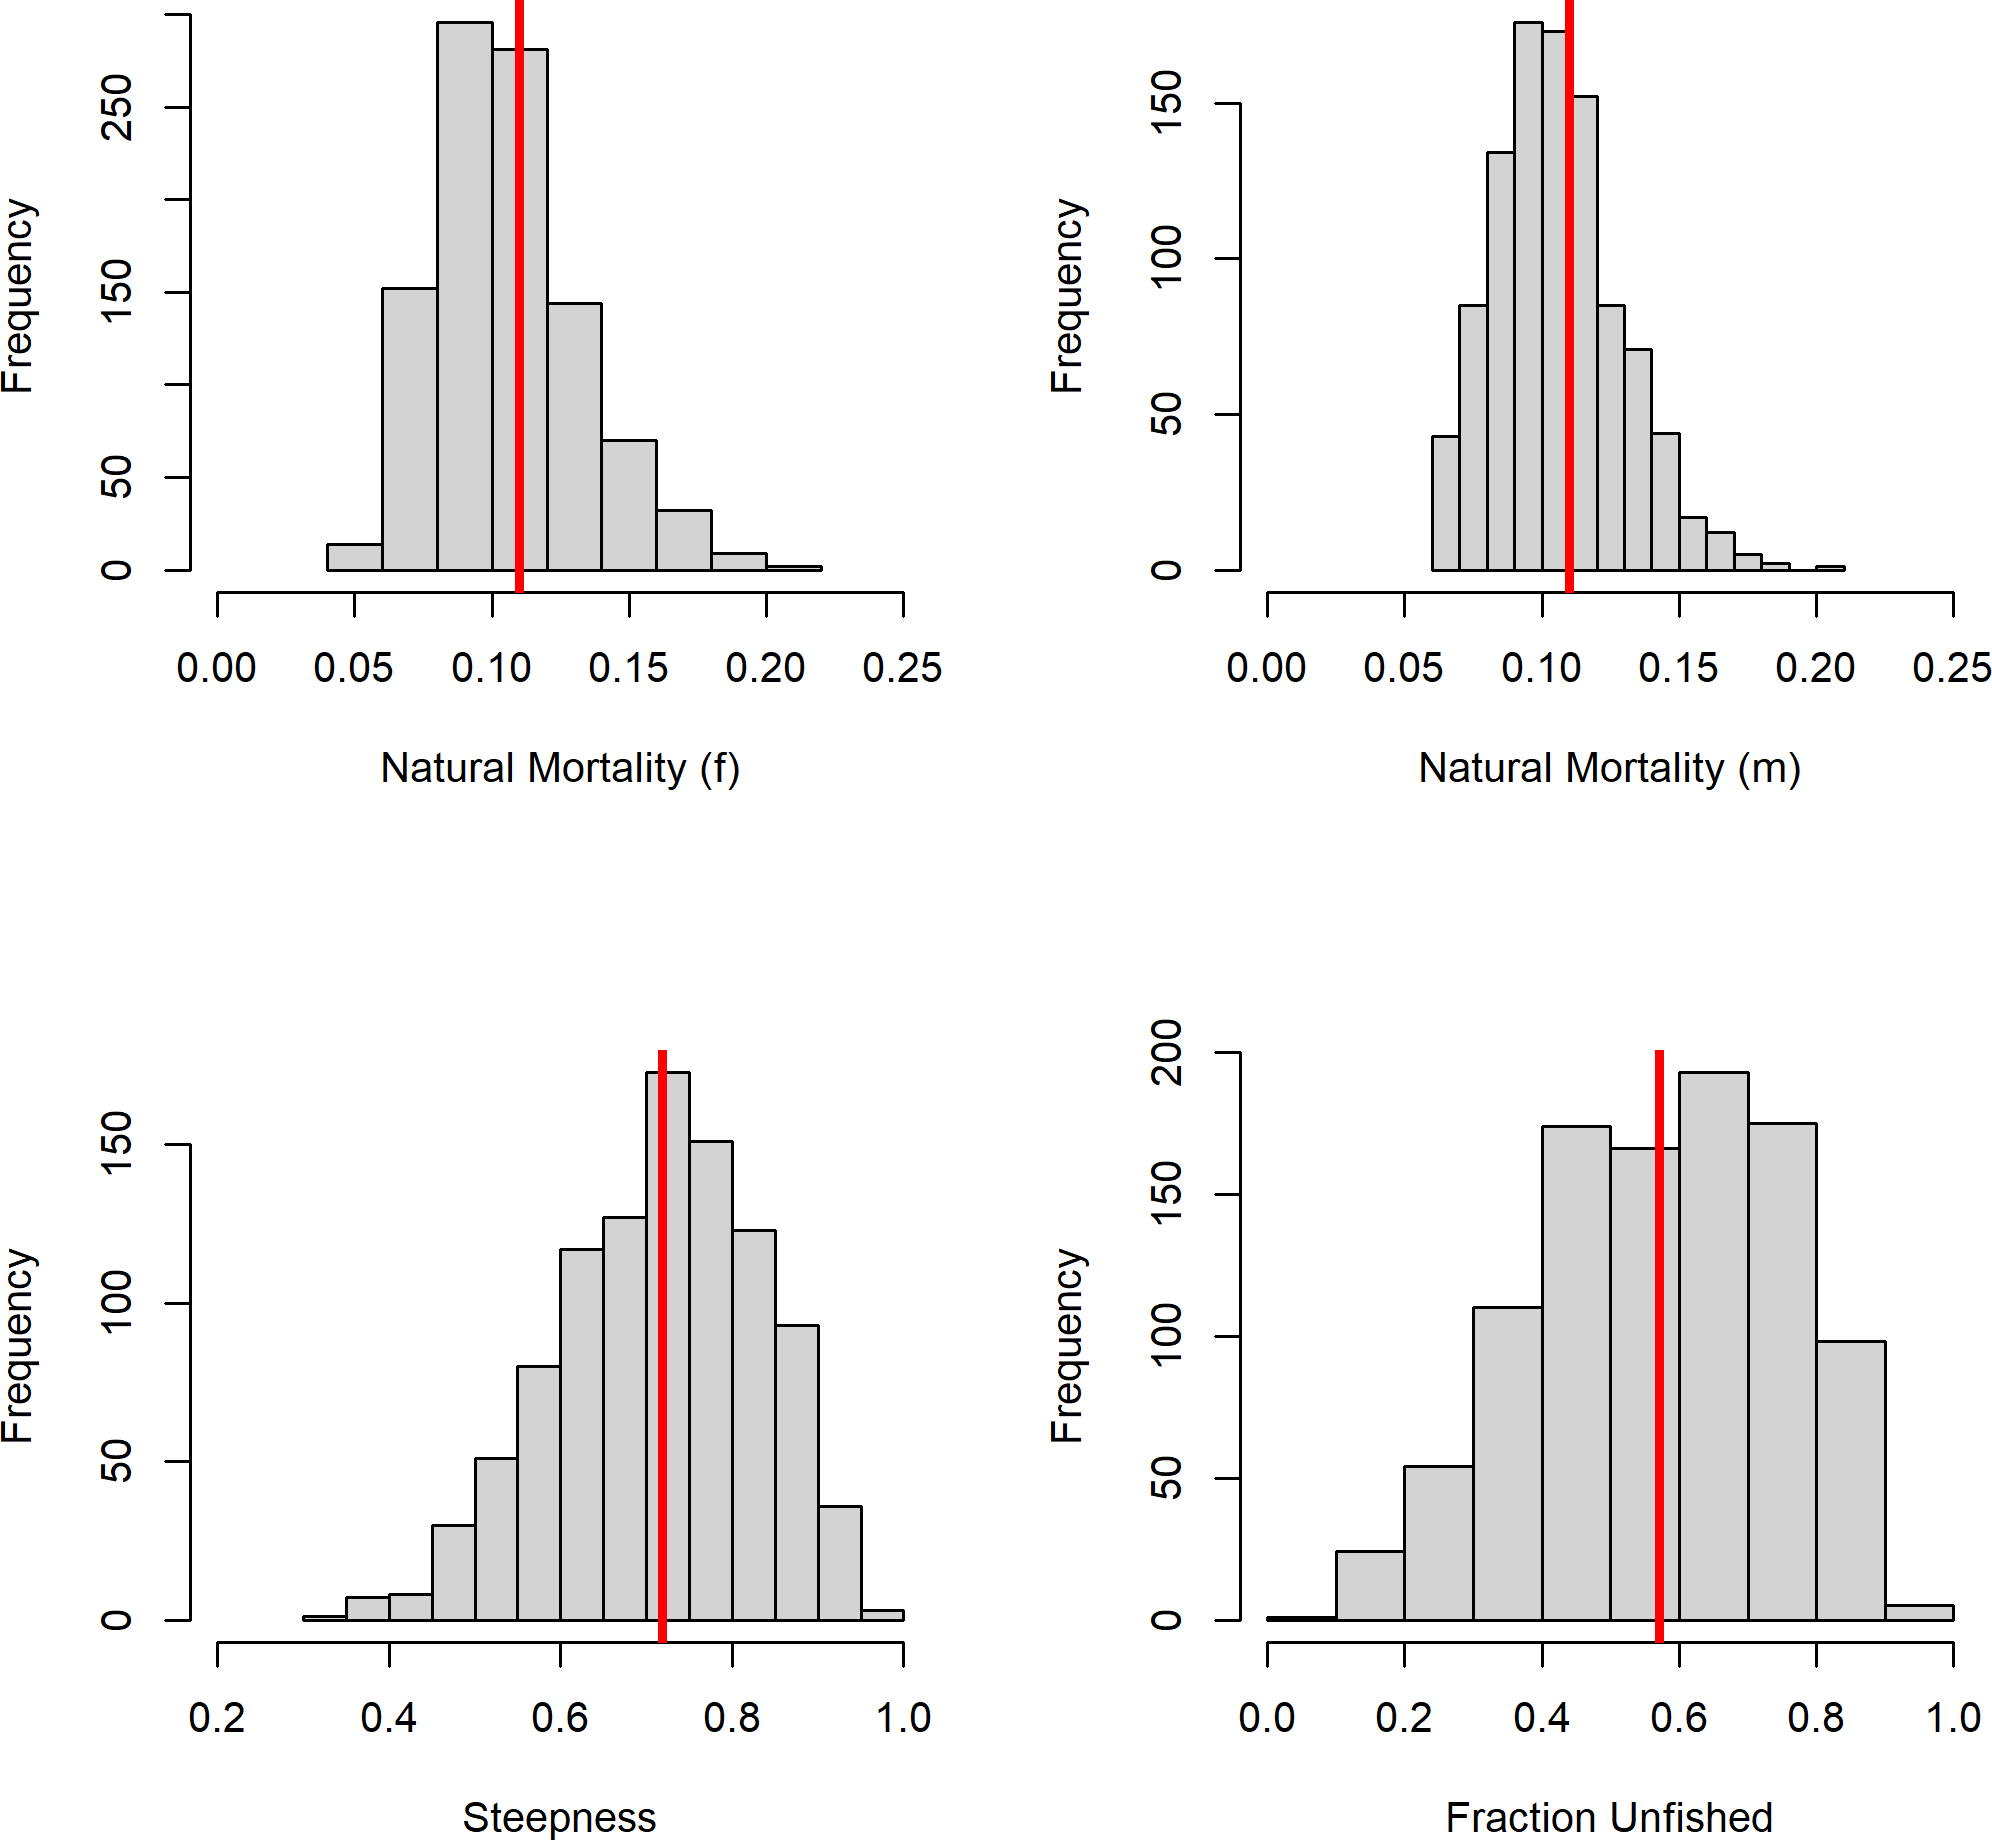 Frequency
0 50 150 250
0.00 0.05 0.10 0.15 0.20 0.25
Natural Mortality (f)
Frequency
0 50 100 150
0.00 0.05 0.10 0.15 0.20 0.25
Natural Mortality (m)
Frequency
0 50 100 150
0.2 0.4 0.6 0.8 1.0
Steepness
Frequency
0 50 100 150 200
0.0 0.2 0.4 0.6 0.8 1.0
Fraction Unfished